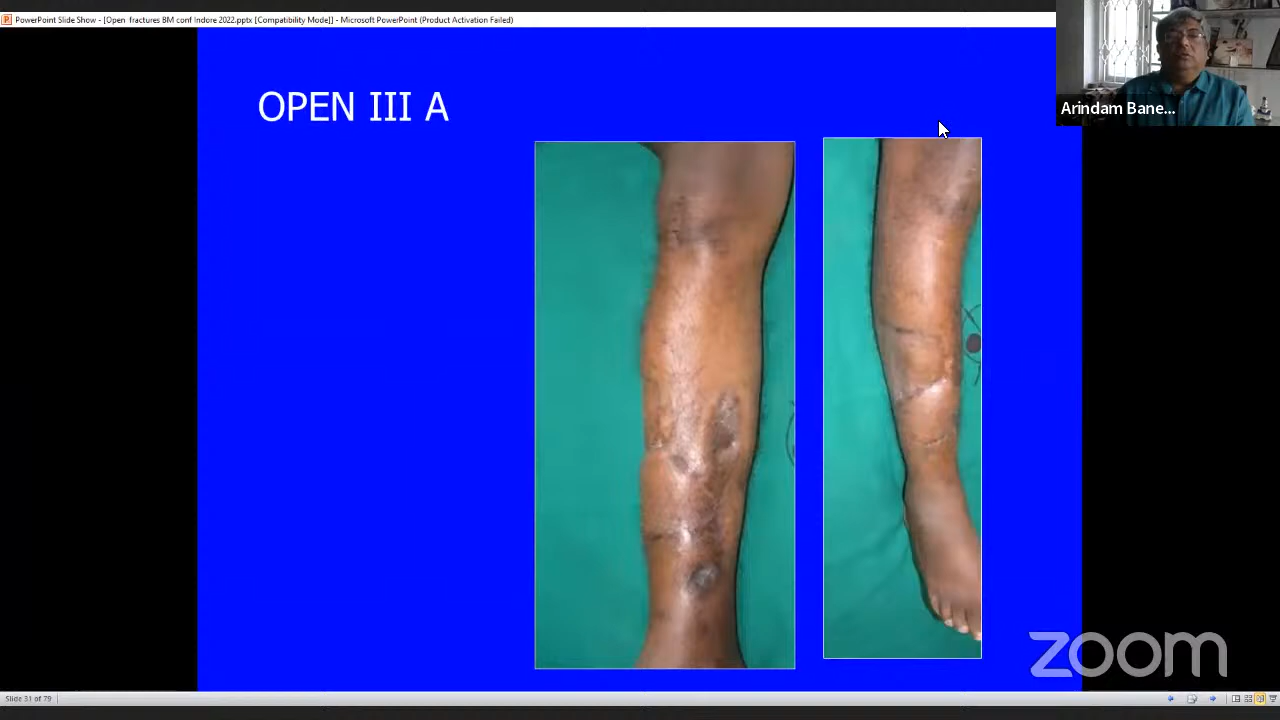 PowerPoint Slide Show - [Open fractures BM conf Indore 2022.pptx [Compatibility Mode]] - Microsoft PowerPoint (Product Activation Failed)
Arindam Bane...
OPEN III A
zoom
Slide 31 of 79